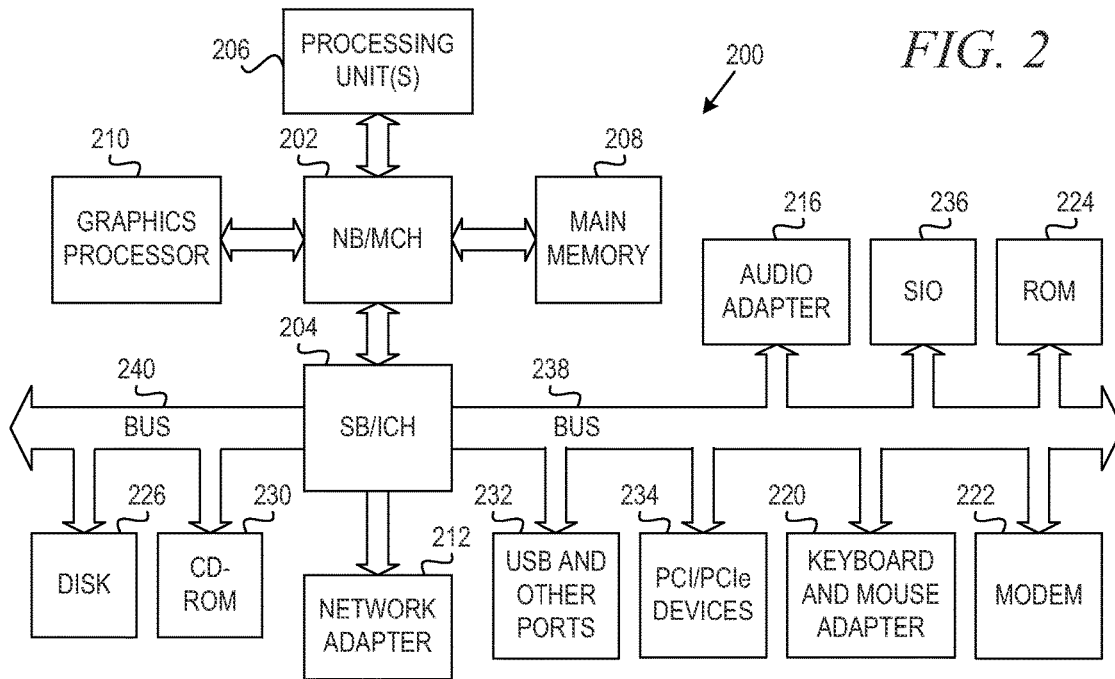 FIG. 2
200
206
PROCESSING
UNIT(S)
210
202
208
GRAPHICS
PROCESSOR
NB/MCH
MAIN
MEMORY
216
236
224
AUDIO
ADAPTER
SIO
ROM
204
240
238
BUS
SB/ICH
BUS
226
230
232
234
220
222
212
DISK
CD-
ROM
NETWORK
ADAPTER
USB AND
OTHER
PORTS
PCI/PCIe
DEVICES
KEYBOARD
AND MOUSE
ADAPTER
MODEM